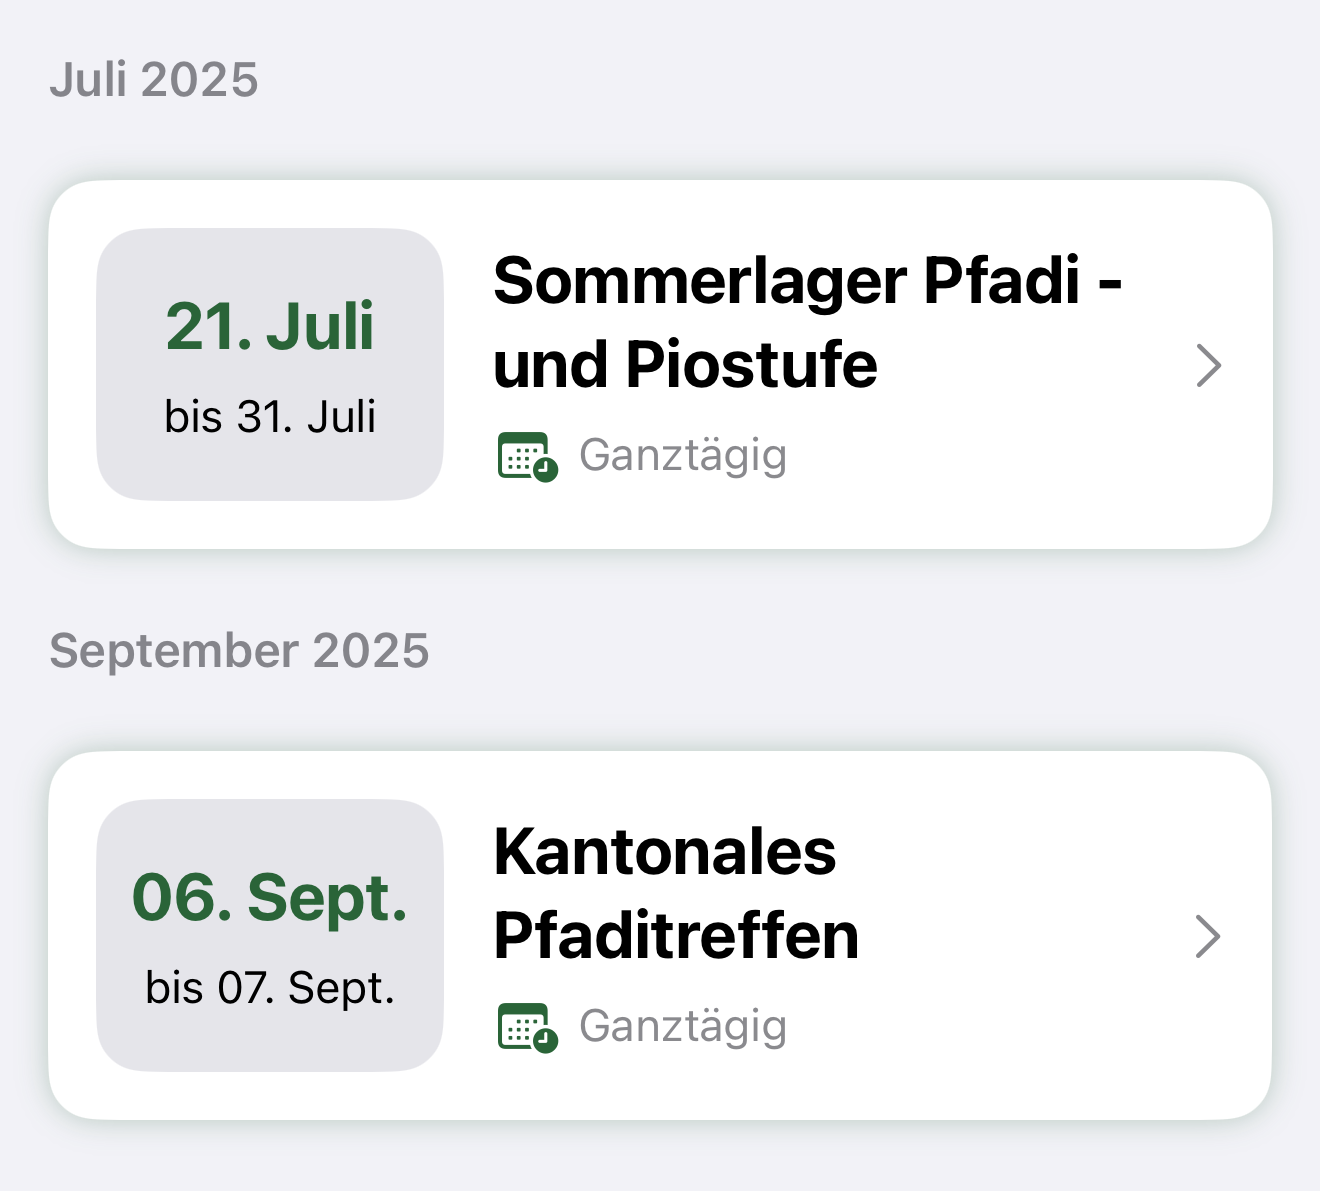 Juli 2025
21. Juli
bis 31. Juli
Sommerlager Pfadi -
und Piostufe
Ganztägig
September 2025
06. Sept.
bis 07. Sept.
Kantonales
Pfaditreffen
Ganztägig